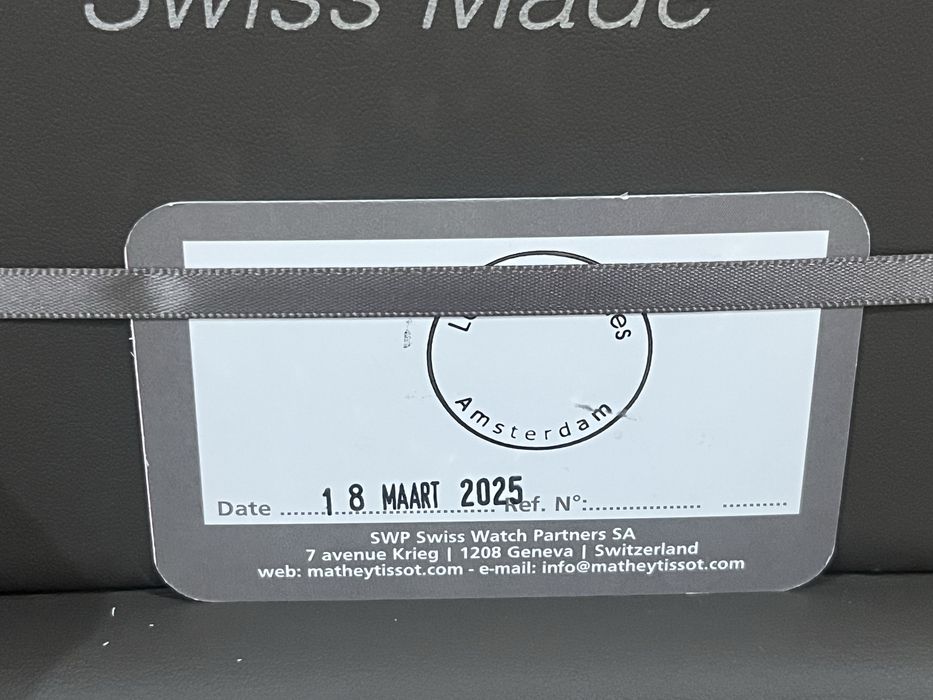 Swiss Made
Amsterdam
Date ...... 18 MAART 2025 Ref. N°:.................... ...........
SWP Swiss Watch Partners SA
7 avenue Krieg | 1208 Geneva | Switzerland
web: matheytissot.com - e-mail: info@matheytissot.com